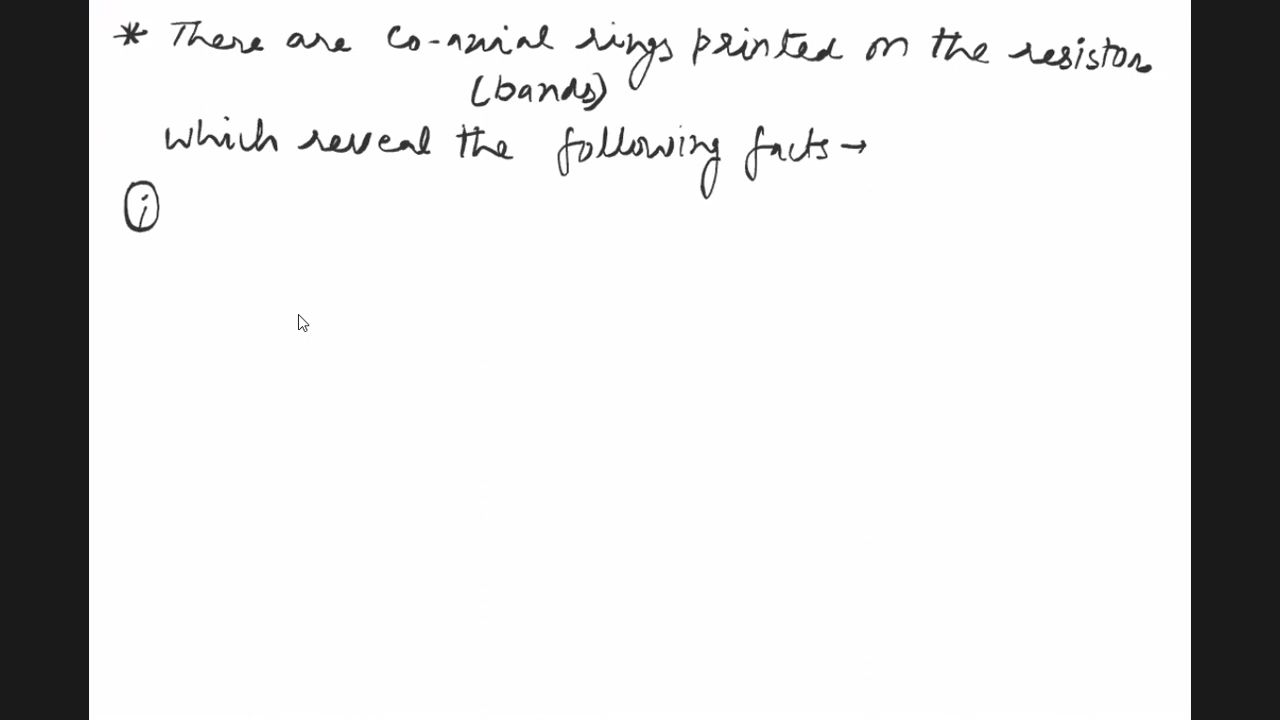 * There are co-axial rings printed on the resistor
(bands)
which reveal the following facts →
(i)